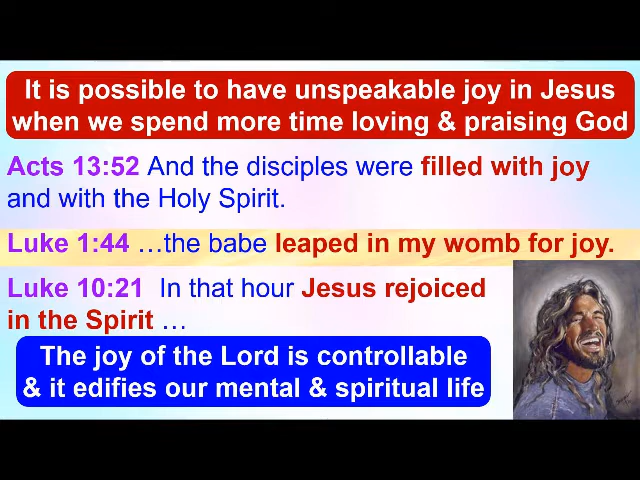 It is possible to have unspeakable joy in Jesus
when we spend more time loving & praising God
Acts 13:52 And the disciples were filled with joy
and with the Holy Spirit.
Luke 1:44 …the babe leaped in my womb for joy.
Luke 10:21 In that hour Jesus rejoiced
in the Spirit …
The joy of the Lord is controllable
& it edifies our mental & spiritual life